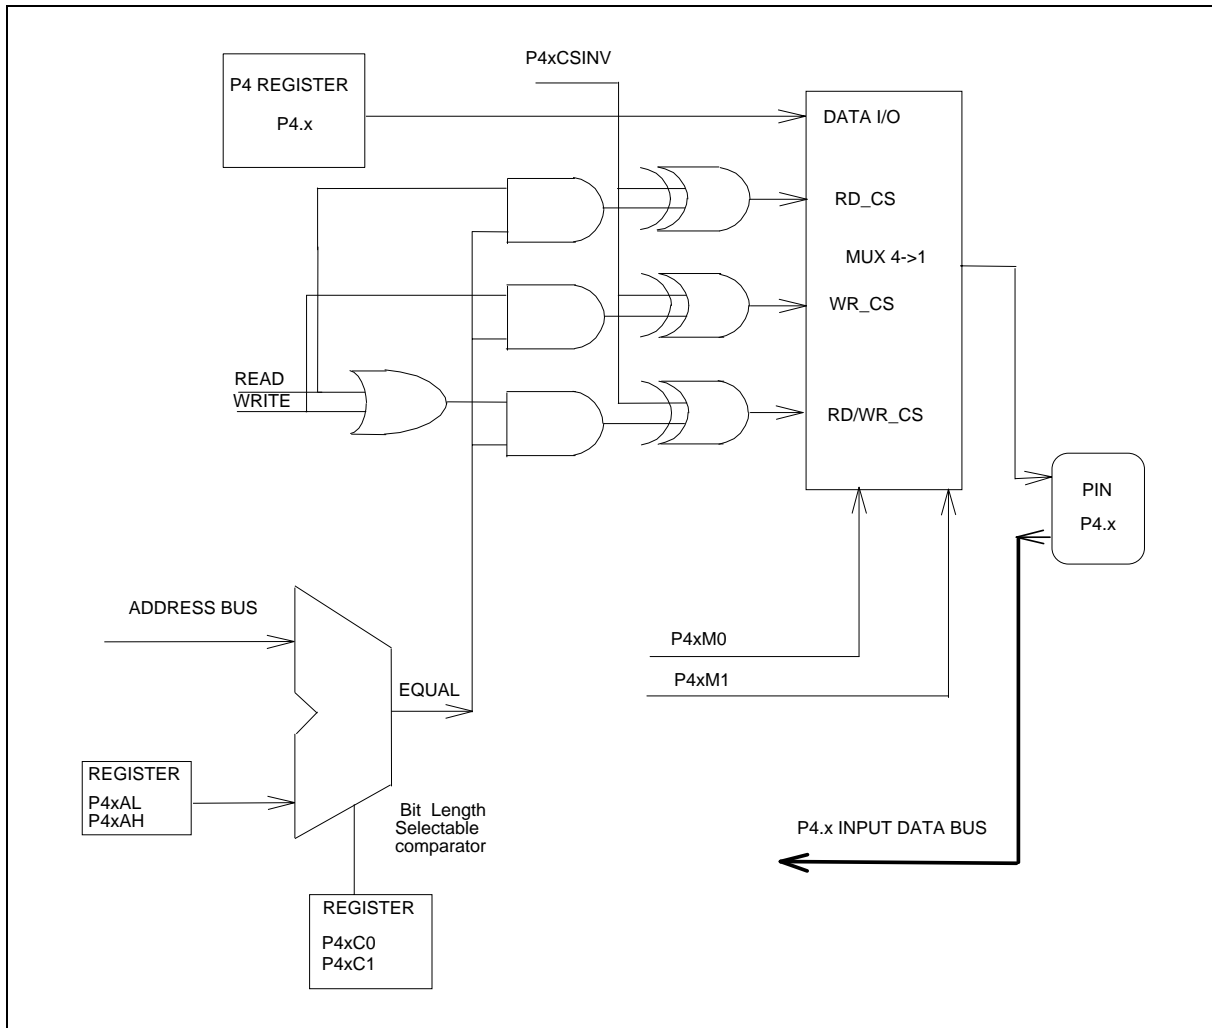 P4xCSINV
P4 REGISTER
P4.x
DATA I/O
RD_CS
MUX 4->1
WR_CS
READ
WRITE
RD/WR_CS
PIN
P4.x
ADDRESS BUS
P4xM0
P4xM1
EQUAL
REGISTER
P4xAL
P4xAH
Bit Length
Selectable
comparator
P4.x INPUT DATA BUS
REGISTER
P4xC0
P4xC1